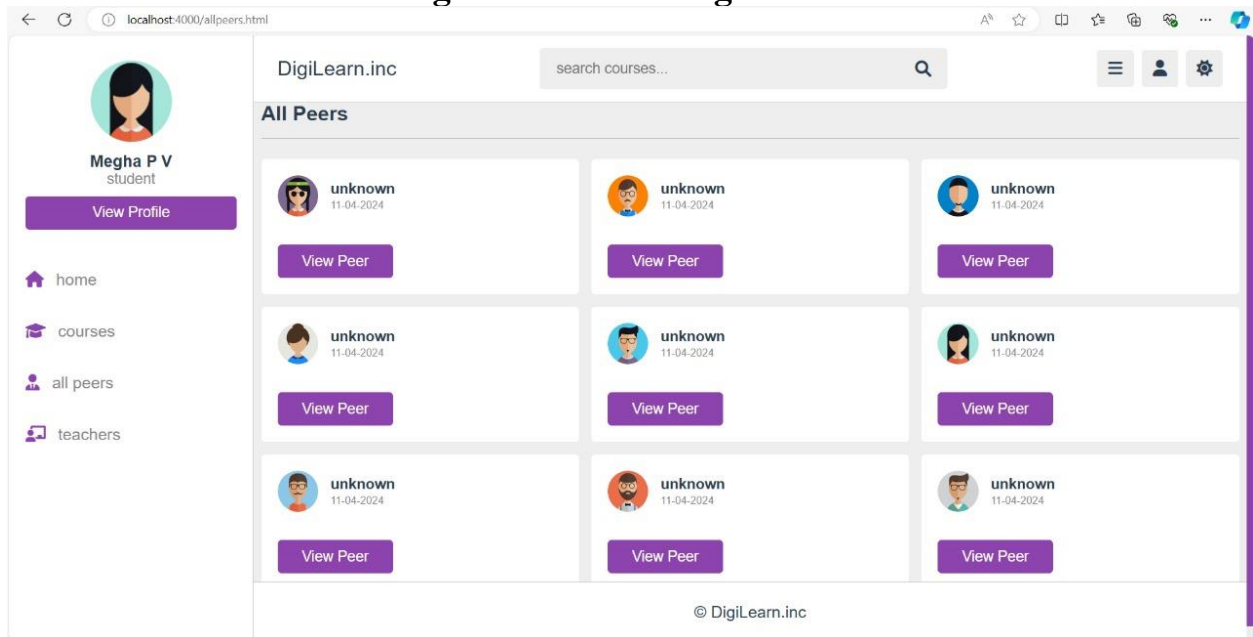 localhost:4000/allpeers.html
DigiLearn.inc
search courses...
All Peers
Megha P V
student
View Profile
home
courses
all peers
teachers
unknown
11-04-2024
View Peer
unknown
11-04-2024
View Peer
unknown
11-04-2024
View Peer
unknown
11-04-2024
View Peer
unknown
11-04-2024
View Peer
unknown
11-04-2024
View Peer
unknown
11-04-2024
View Peer
unknown
11-04-2024
View Peer
unknown
11-04-2024
View Peer
© DigiLearn.inc